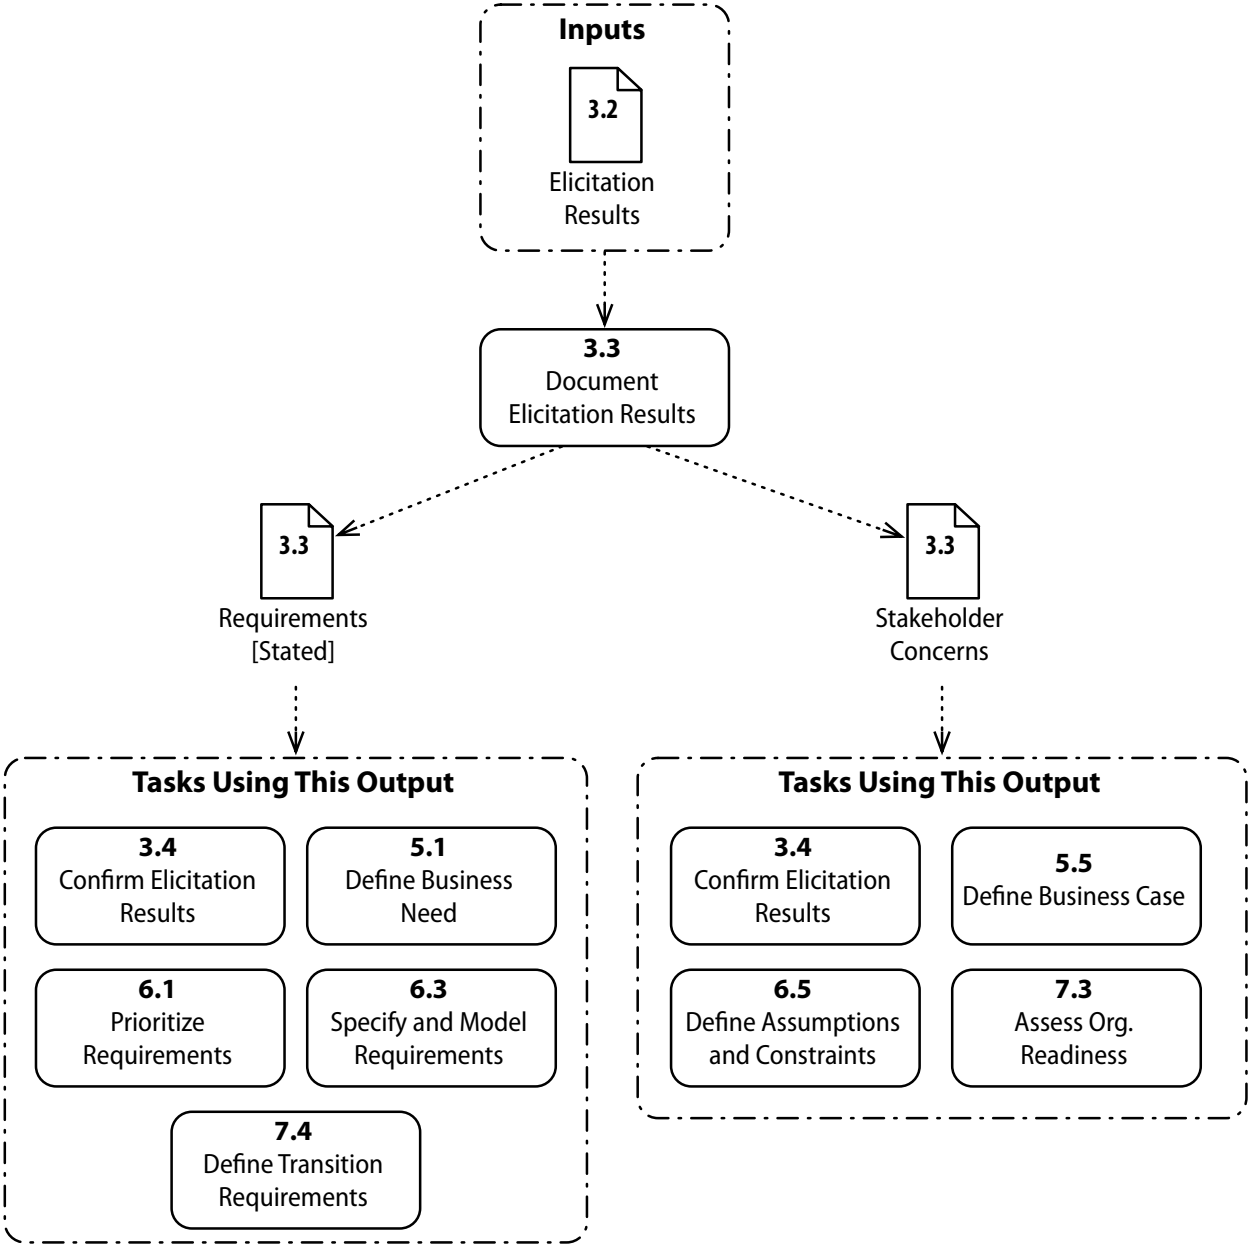 Inputs
3.2
Elicitation
Results
3.3
Document
Elicitation Results
3.3
Requirements
[Stated]
3.3
Stakeholder
Concerns
Tasks Using This Output
3.4
Confirm Elicitation
Results
5.1
Define Business
Need
6.1
Prioritize
Requirements
6.3
Specify and Model
Requirements
7.4
Define Transition
Requirements
Tasks Using This Output
3.4
Confirm Elicitation
Results
5.5
Define Business Case
6.5
Define Assumptions
and Constraints
7.3
Assess Org.
Readiness